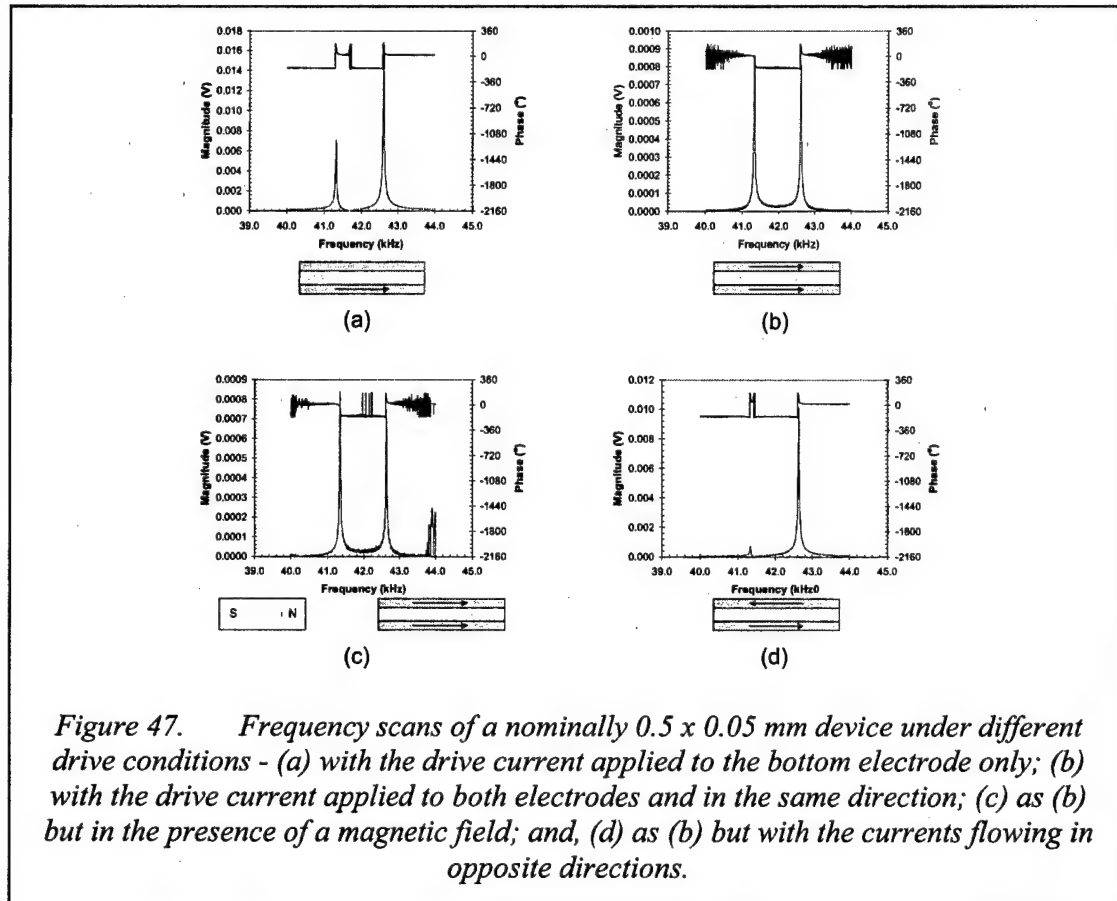 0.018
0.016
0.014
0.012
0.010
0.008
0.006
0.004
0.002
0.000
Magnitude (V)
360
0
-360
-720
-1080
-1440
-1800
-2160
Phase (°)
39.0 40.0 41.0 42.0 43.0 44.0 45.0
Frequency (kHz)
(a)
0.0010
0.0009
0.0008
0.0007
0.0006
0.0005
0.0004
0.0003
0.0002
0.0001
0.0000
Magnitude (V)
360
0
-360
-720
-1080
-1440
-1800
-2160
Phase (°)
39.0 40.0 41.0 42.0 43.0 44.0 45.0
Frequency (kHz)
(b)
0.0009
0.0008
0.0007
0.0006
0.0005
0.0004
0.0003
0.0002
0.0001
0.0000
Magnitude (V)
360
0
-360
-720
-1080
-1440
-1800
-2160
Phase (°)
39.0 40.0 41.0 42.0 43.0 44.0 45.0
Frequency (kHz)
S N
(c)
0.012
0.010
0.008
0.006
0.004
0.002
0.000
Magnitude (V)
360
0
-360
-720
-1080
-1440
-1800
-2160
Phase (°)
39.0 40.0 41.0 42.0 43.0 44.0 45.0
Frequency (kHz0
(d)
Figure 47. Frequency scans of a nominally 0.5 x 0.05 mm device under different
drive conditions - (a) with the drive current applied to the bottom electrode only; (b)
with the drive current applied to both electrodes and in the same direction; (c) as (b)
but in the presence of a magnetic field; and, (d) as (b) but with the currents flowing in
opposite directions.